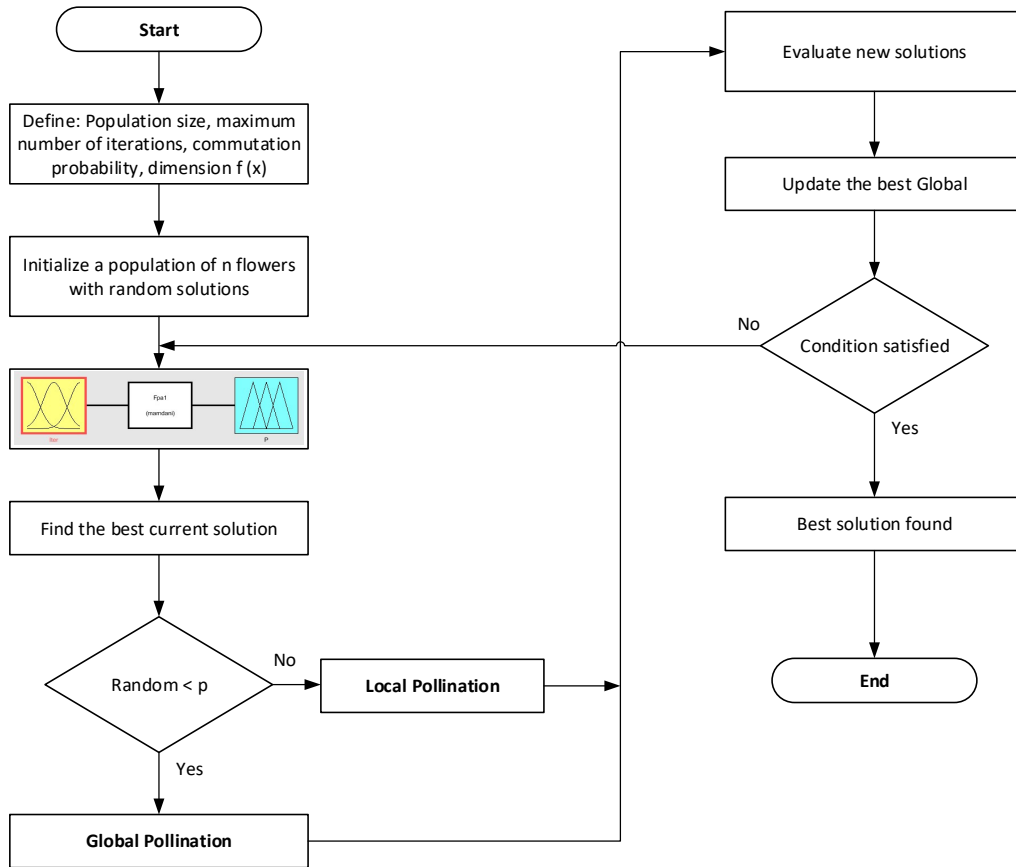 Start
Define: Population size, maximum
number of iterations, commutation
probability, dimension f (x)
Initialize a population of n flowers
with random solutions
Fpa1
(mamdani)
Iter
P
Find the best current solution
Random < p
No
Local Pollination
Yes
Global Pollination
Evaluate new solutions
Update the best Global
No
Condition satisfied
Yes
Best solution found
End